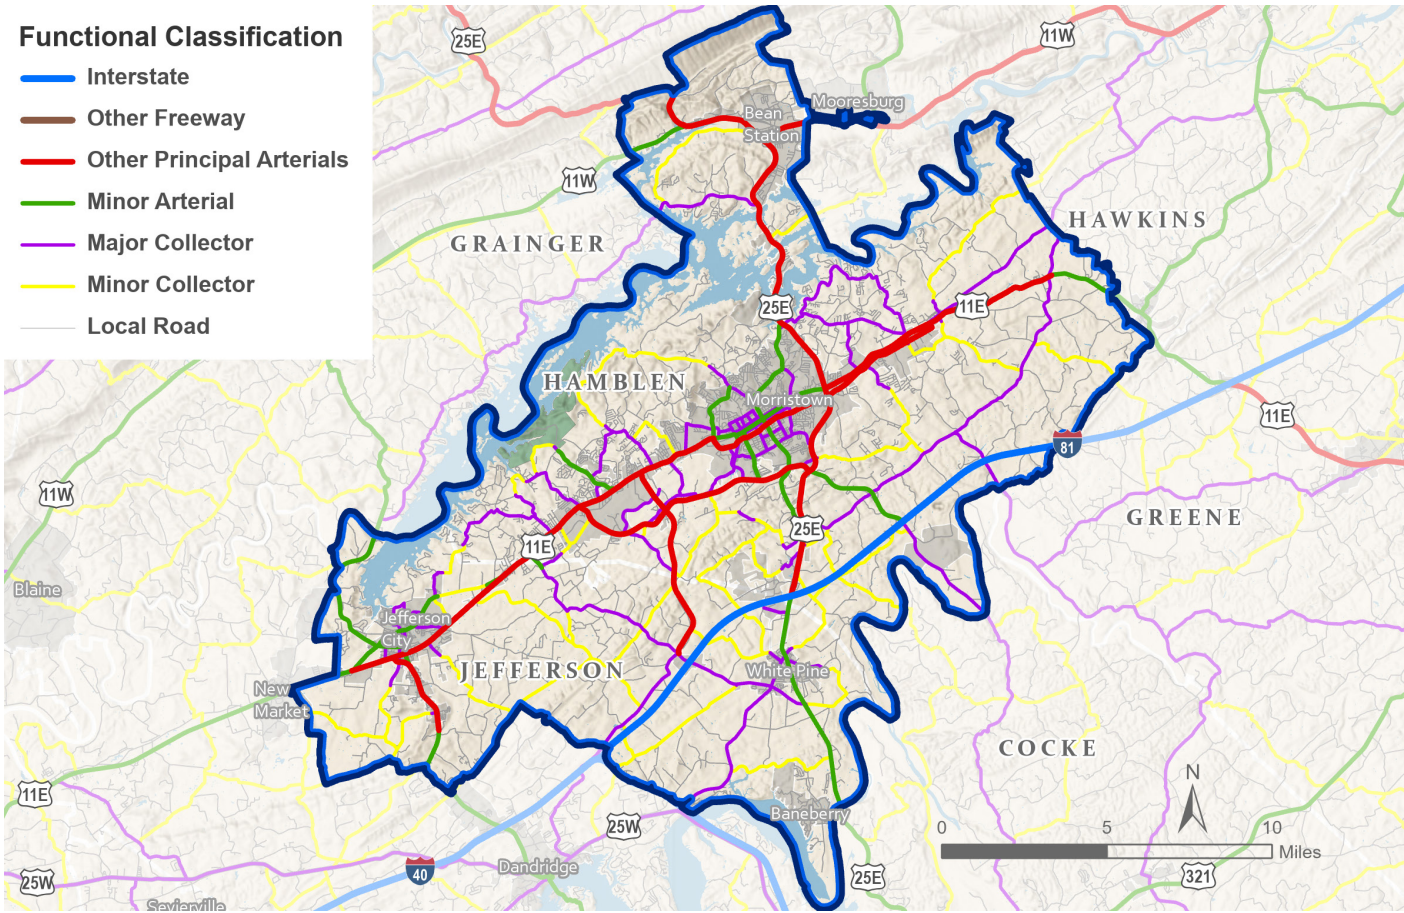 Functional Classification
Interstate
Other Freeway
Other Principal Arterials
Minor Arterial
Major Collector
Minor Collector
Local Road
25E
11W
Mooresburg
Bean
Station
11W
HAWKINS
GRAINGER
25E
11E
HAMBLEN
Morristown
11E
81
11W
GREENE
25E
11E
Blaine
Jefferson
City
JEFFERSON
White Pine
New
Market
COCKE
N
11E
Baneberry
25W
0
5
10
Miles
Dandridge
40
25E
321
25W
Sevierville